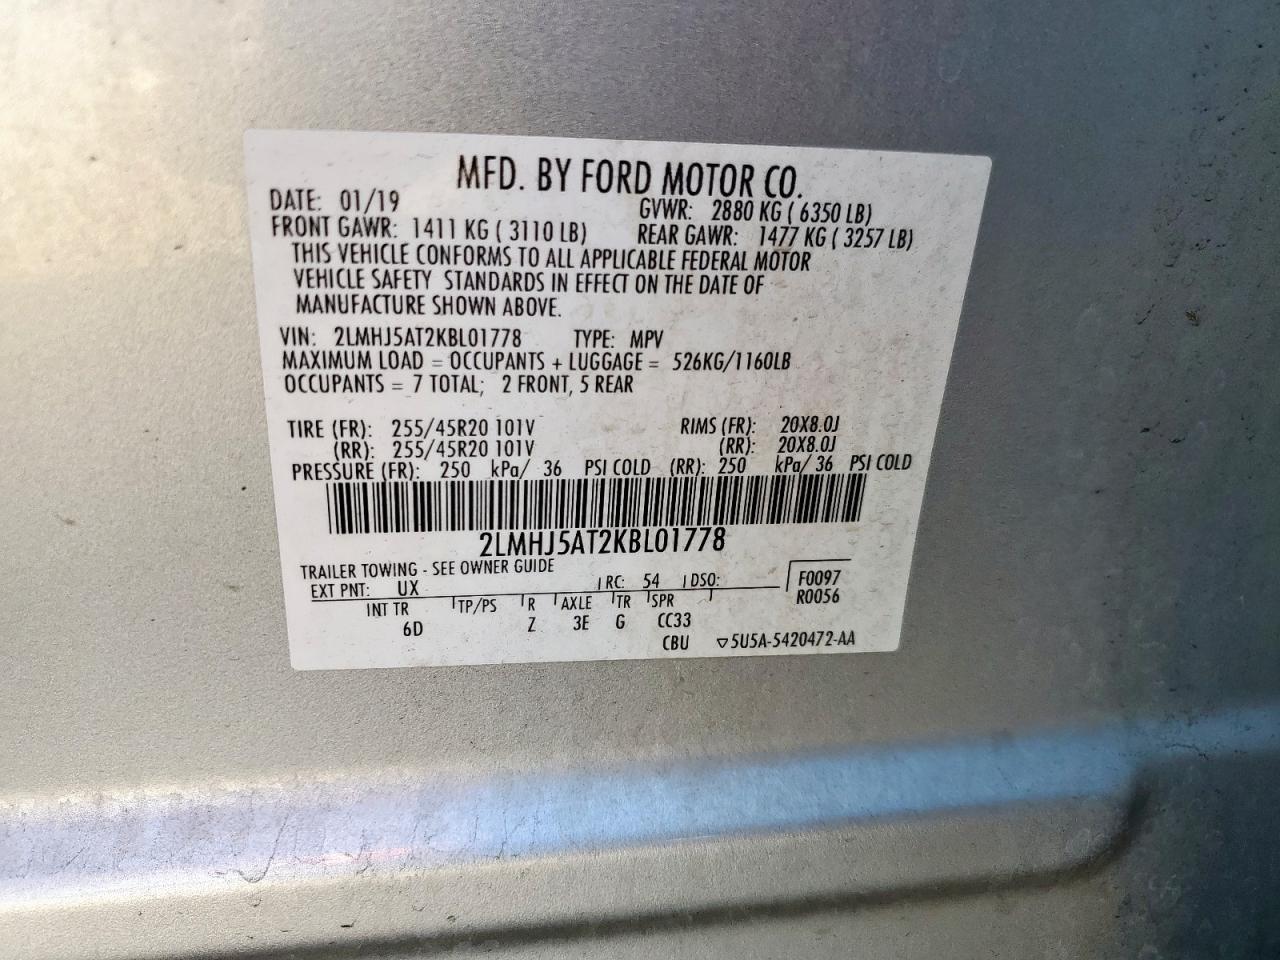 MFD. BY FORD MOTOR CO.
DATE: 01/19 GVWR: 2880 KG ( 6350 LB)
FRONT GAWR: 1411 KG ( 3110 LB) REAR GAWR: 1477 KG ( 3257 LB)
THIS VEHICLE CONFORMS TO ALL APPLICABLE FEDERAL MOTOR
VEHICLE SAFETY STANDARDS IN EFFECT ON THE DATE OF
MANUFACTURE SHOWN ABOVE.
VIN: 2LMHJ5AT2KBL01778 TYPE: MPV
MAXIMUM LOAD = OCCUPANTS + LUGGAGE = 526KG/1160LB
OCCUPANTS = 7 TOTAL; 2 FRONT, 5 REAR
TIRE (FR): 255/45R20 101V RIMS (FR): 20X8.0J
(RR): 255/45R20 101V (RR): 20X8.0J
PRESSURE (FR): 250 kPa/ 36 PSI COLD (RR): 250 kPa/ 36 PSI COLD
2LMHJ5AT2KBL01778
TRAILER TOWING - SEE OWNER GUIDE
EXT PNT: UX RC: 54 DSO: F0097
R0056
INT TR TP/PS R AXLE TR SPR
6D Z 3E G CC33
CBU ▽5U5A-5420472-AA